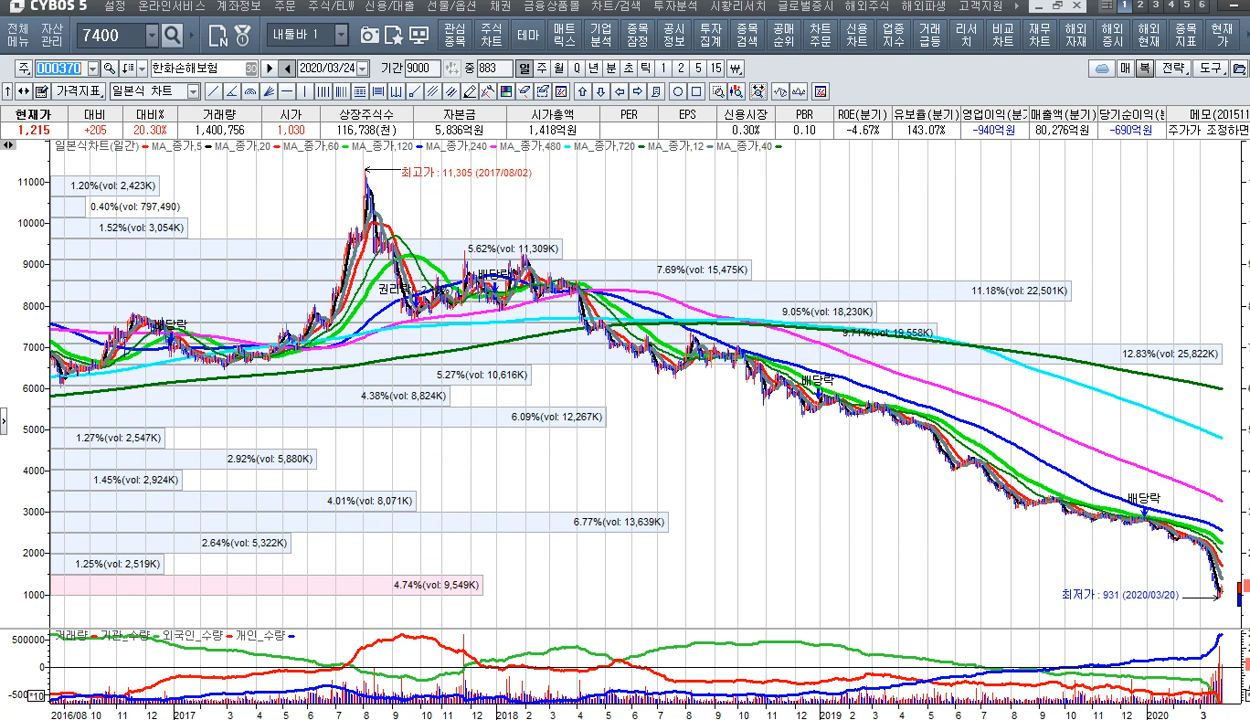 CYBOS 5 설정 온라인서비스 계좌정보 주문 주식/ELW 신용/대출 선물/옵션 채권 금융상품몰 차트/검색 투자분석 시황리서치 글로벌증시 해외주식 해외파생 고객지원 1 2 3 4 5 6
전체메뉴 자산관리 7400 내툴바 1 관심종목 주식차트 테마 매트릭스 기업분석 종목잠정 공시정보 투자집계 종목검색 공매순위 차트주문 신용차트 업종지수 거래급등 리서치 비교차트 재무차트 해외자재 해외증시 해외현재 종목지표 현재가
주 000370 한화손해보험 20 2020/03/24 기간 9000 중 883 일 주 월 Q 년 분 초 틱 1 2 5 15 매 복 전략 도구
가격지표 일본식 차트
현재가 대비 대비% 거래량 시가 상장주식수 자본금 시가총액 PER EPS 신용시장 PBR ROE(분기) 유보율(분기) 영업이익(분기 매출액(분기) 당기순이익( 메모(201511
1,215 +205 20.30% 1,400,756 1,030 116,738(천) 5,836억원 1,418억원 0.30% 0.10 -4.67% 143.07% -940억원 80,276억원 -690억원 주가가 조정하면
일본식차트(일간) MA_종가,5 MA_종가,20 MA_종가,60 MA_종가,120 MA_종가,240 MA_종가,480 MA_종가,720 MA_종가,12 MA_종가,40
최고가 : 11,305 (2017/08/02)
11000
1.20%(vol: 2,423K)
0.40%(vol: 797,490)
10000
1.52%(vol: 3,054K)
5.62%(vol: 11,309K)
9000
7.69%(vol: 15,475K)
배당락
권리락
11.18%(vol: 22,501K)
8000
9.05%(vol: 18,230K)
배당락
9.71%(vol: 19,558K)
7000
12.83%(vol: 25,822K)
5.27%(vol: 10,616K)
배당락
6000
4.38%(vol: 8,824K)
6.09%(vol: 12,267K)
5000
1.27%(vol: 2,547K)
2.92%(vol: 5,880K)
4000
1.45%(vol: 2,924K)
4.01%(vol: 8,071K)
배당락
3000
6.77%(vol: 13,639K)
2.64%(vol: 5,322K)
2000
1.25%(vol: 2,519K)
4.74%(vol: 9,549K)
1000
최저가 : 931 (2020/03/20)
거래량 기관_수량 외국인_수량 개인_수량
500000
0
-500 *10
2016/08 10 11 12 2017 3 4 5 6 7 8 9 10 11 2018 2 3 4 5 6 7 8 9 10 11 12 2019 2 3 4 5 6 7 8 9 10 11 12 2020 3